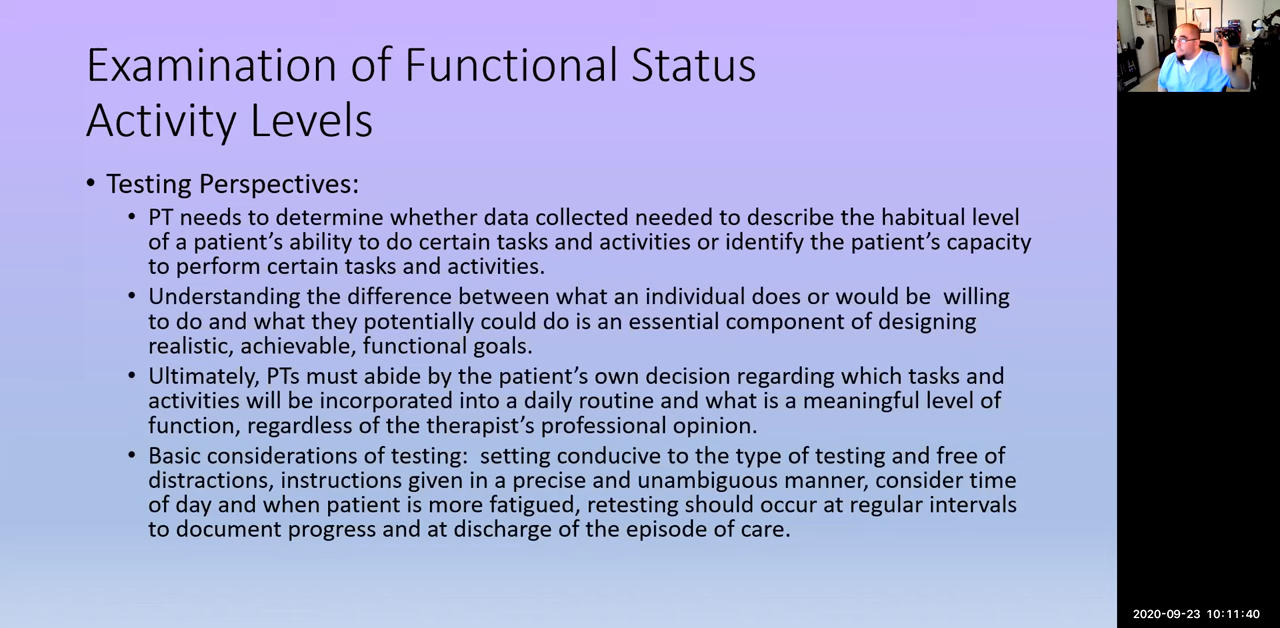 Examination of Functional Status
Activity Levels
• Testing Perspectives:
• PT needs to determine whether data collected needed to describe the habitual level
of a patient’s ability to do certain tasks and activities or identify the patient’s capacity
to perform certain tasks and activities.
• Understanding the difference between what an individual does or would be  willing
to do and what they potentially could do is an essential component of designing
realistic, achievable, functional goals.
• Ultimately, PTs must abide by the patient’s own decision regarding which tasks and
activities will be incorporated into a daily routine and what is a meaningful level of
function, regardless of the therapist’s professional opinion.
• Basic considerations of testing:  setting conducive to the type of testing and free of
distractions, instructions given in a precise and unambiguous manner, consider time
of day and when patient is more fatigued, retesting should occur at regular intervals
to document progress and at discharge of the episode of care.
2020-09-23 10:11:40